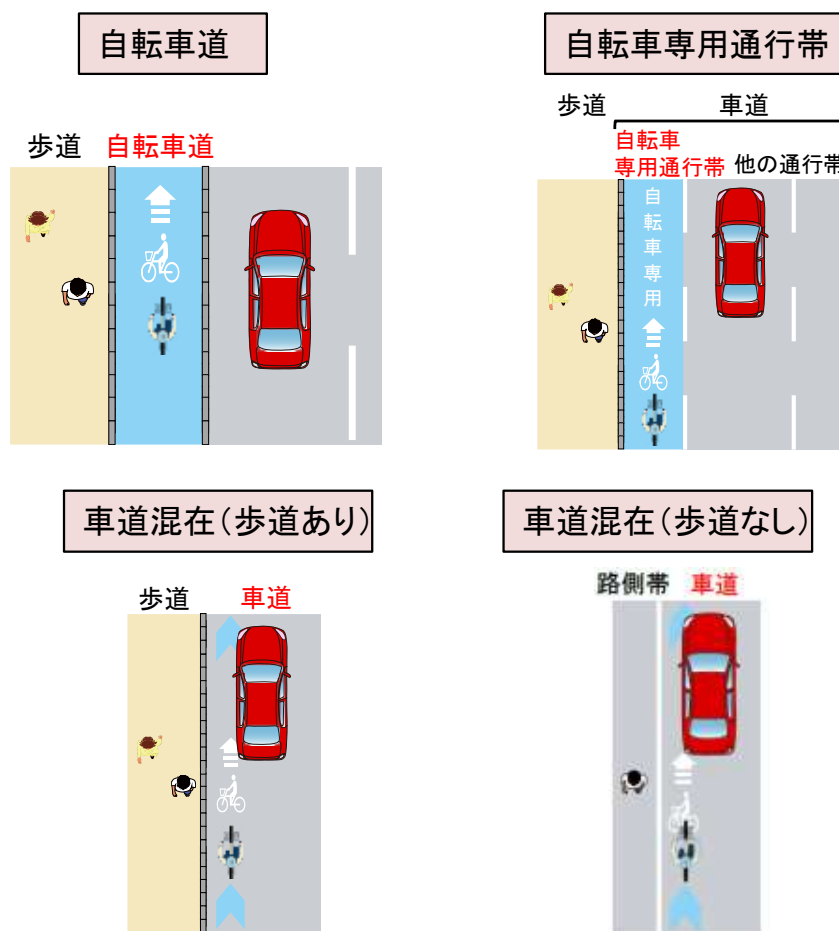 自転車道
自転車専用通行帯
歩道 自転車道
歩道 車道
自転車
専用通行帯 他の通行帯
自転車専用
車道混在(歩道あり)
車道混在(歩道なし)
歩道 車道
路側帯 車道